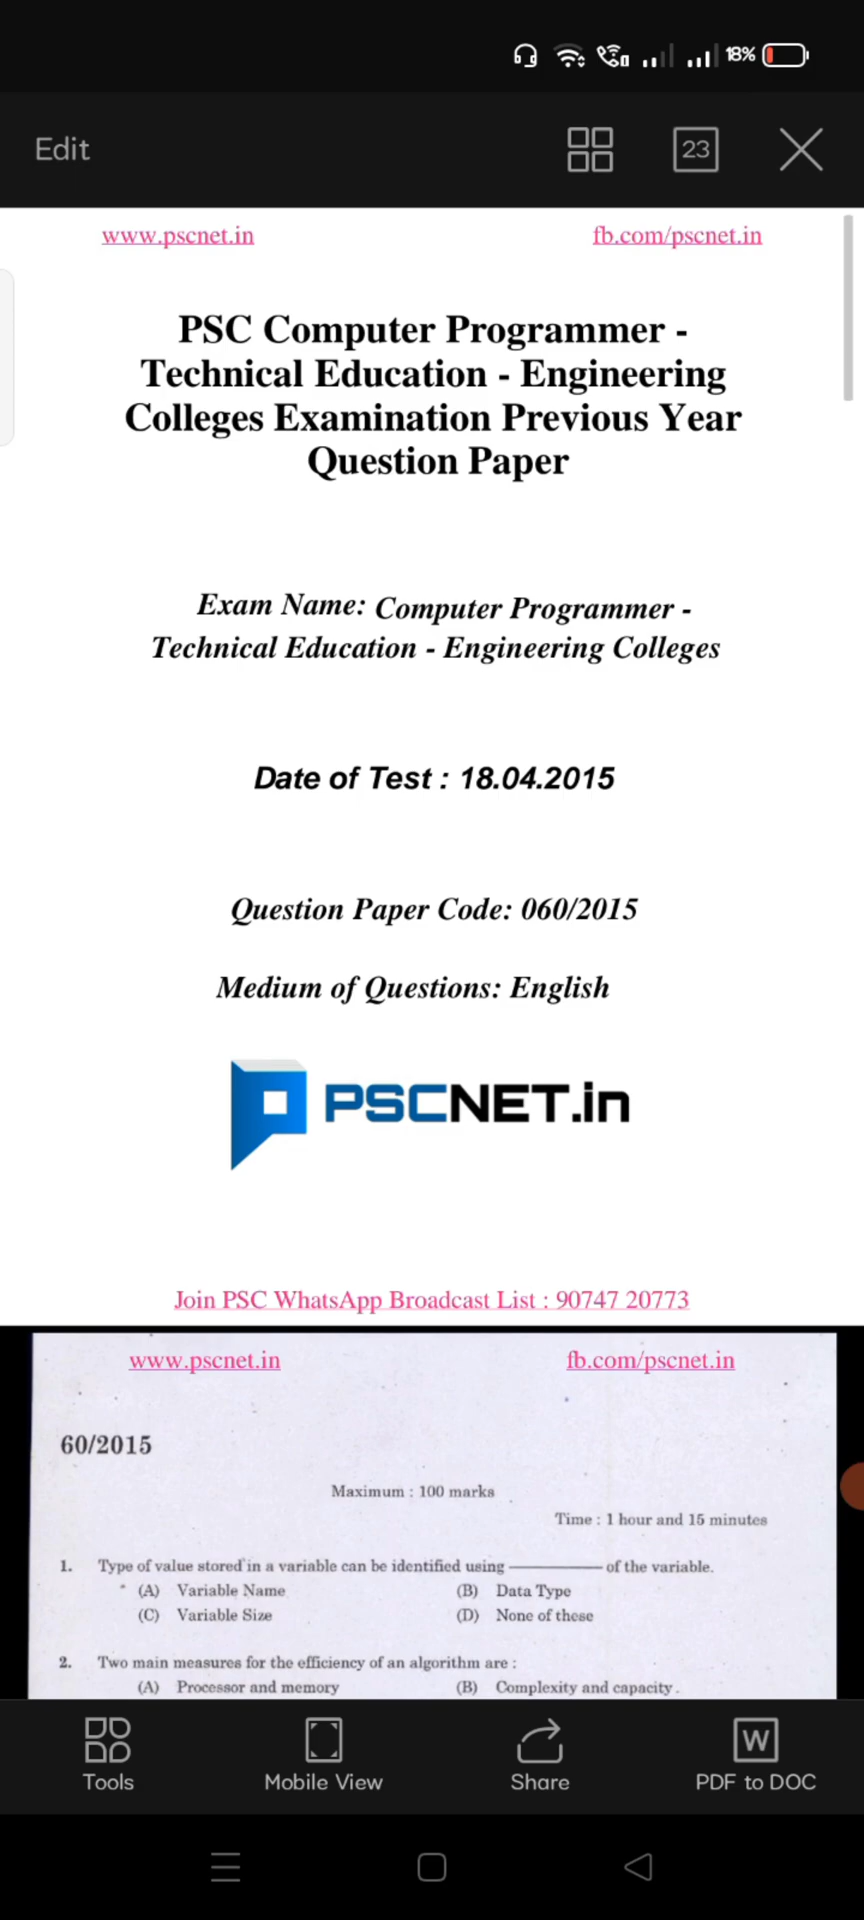 18%
Edit
23
www.pscnet.in fb.com/pscnet.in
PSC Computer Programmer -
Technical Education - Engineering
Colleges Examination Previous Year
Question Paper
Exam Name: Computer Programmer -
Technical Education - Engineering Colleges
Date of Test : 18.04.2015
Question Paper Code: 060/2015
Medium of Questions: English
PSCNET.in
Join PSC WhatsApp Broadcast List : 90747 20773
www.pscnet.in fb.com/pscnet.in
60/2015
Maximum : 100 marks
Time : 1 hour and 15 minutes
1. Type of value stored in a variable can be identified using ———— of the variable.
(A) Variable Name (B) Data Type
(C) Variable Size (D) None of these
2. Two main measures for the efficiency of an algorithm are :
(A) Processor and memory (B) Complexity and capacity
Tools Mobile View Share PDF to DOC
W